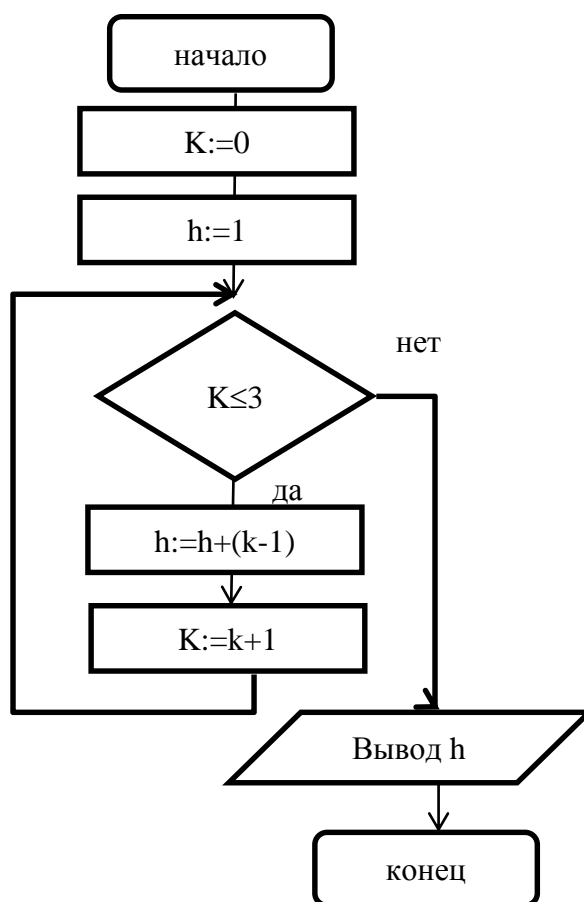 начало
K:=0
h:=1
нет
K≤3
да
h:=h+(k-1)
K:=k+1
Вывод h
конец